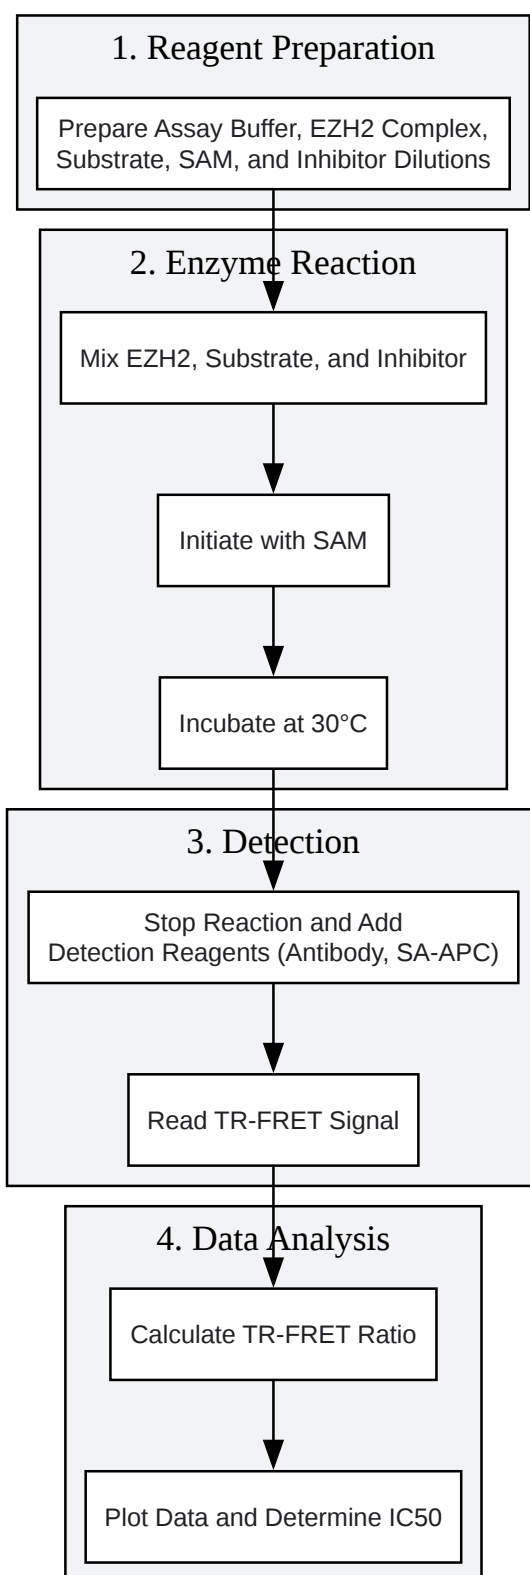 1. Reagent Preparation
Prepare Assay Buffer, EZH2 Complex,
Substrate, SAM, and Inhibitor Dilutions
2. Enzyme Reaction
Mix EZH2, Substrate, and Inhibitor
Initiate with SAM
Incubate at 30°C
3. Detection
Stop Reaction and Add
Detection Reagents (Antibody, SA-APC)
Read TR-FRET Signal
4. Data Analysis
Calculate TR-FRET Ratio
Plot Data and Determine IC50